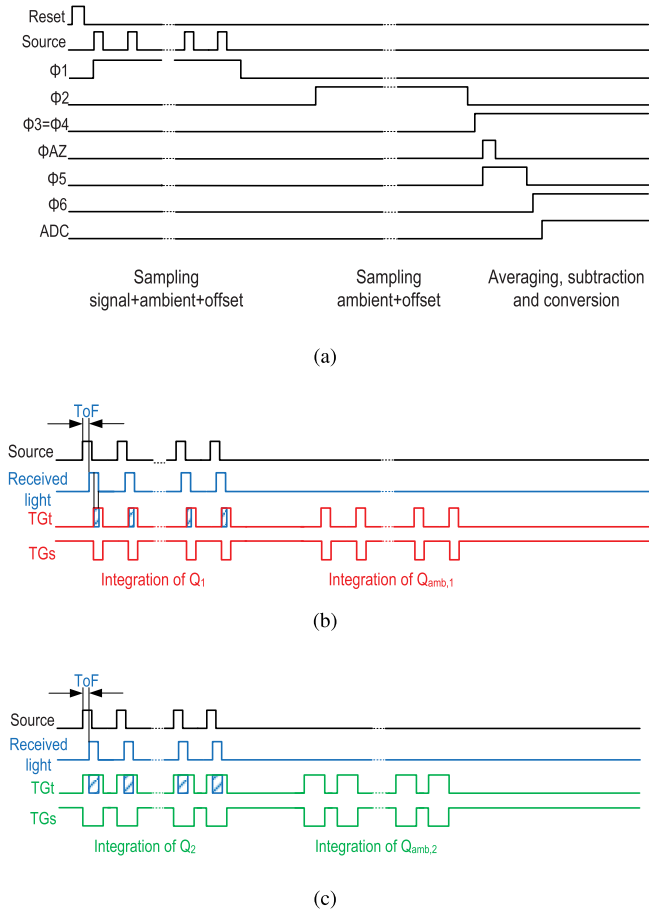 Reset
Source
Φ1
Φ2
Φ3=Φ4
ΦAZ
Φ5
Φ6
ADC
Sampling
signal+ambient+offset
Sampling
ambient+offset
Averaging, subtraction
and conversion
(a)
ToF
Source
Received
light
TGt
TGs
Integration of Q1
Integration of Qamb,1
(b)
ToF
Source
Received
light
TGt
TGs
Integration of Q2
Integration of Qamb,2
(c)